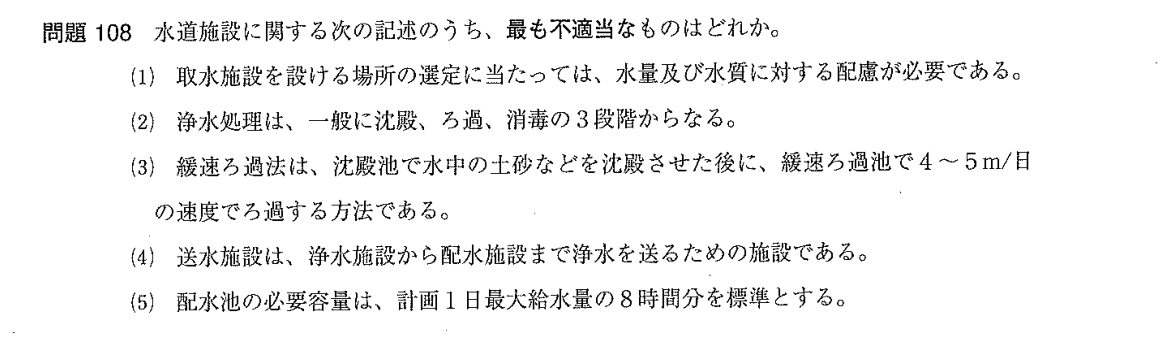 問題 108 水道施設に関する次の記述のうち、最も不適当なものはどれか。
(1) 取水施設を設ける場所の選定に当たっては、水量及び水質に対する配慮が必要である。
(2) 浄水処理は、一般に沈殿、ろ過、消毒の3段階からなる。
(3) 緩速ろ過法は、沈殿池で水中の土砂などを沈殿させた後に、緩速ろ過池で4～5m/日
の速度でろ過する方法である。
(4) 送水施設は、浄水施設から配水施設まで浄水を送るための施設である。
(5) 配水池の必要容量は、計画1日最大給水量の8時間分を標準とする。